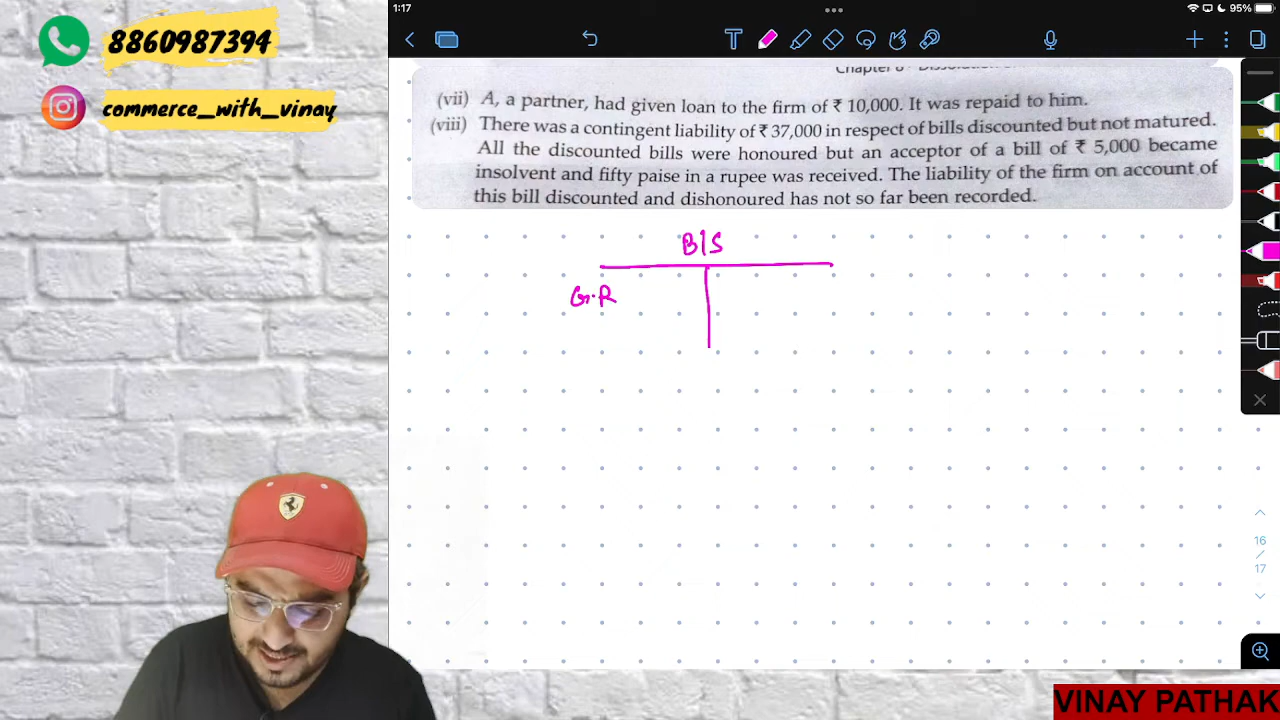 8860987394
commerce_with_vinay
1:17
95%
T
(vii) A, a partner, had given loan to the firm of ₹ 10,000. It was repaid to him.
(viii) There was a contingent liability of ₹ 37,000 in respect of bills discounted but not matured.
All the discounted bills were honoured but an acceptor of a bill of ₹ 5,000 became
insolvent and fifty paise in a rupee was received. The liability of the firm on account of
this bill discounted and dishonoured has not so far been recorded.
B/S
G.R
16
/
17
VINAY PATHAK